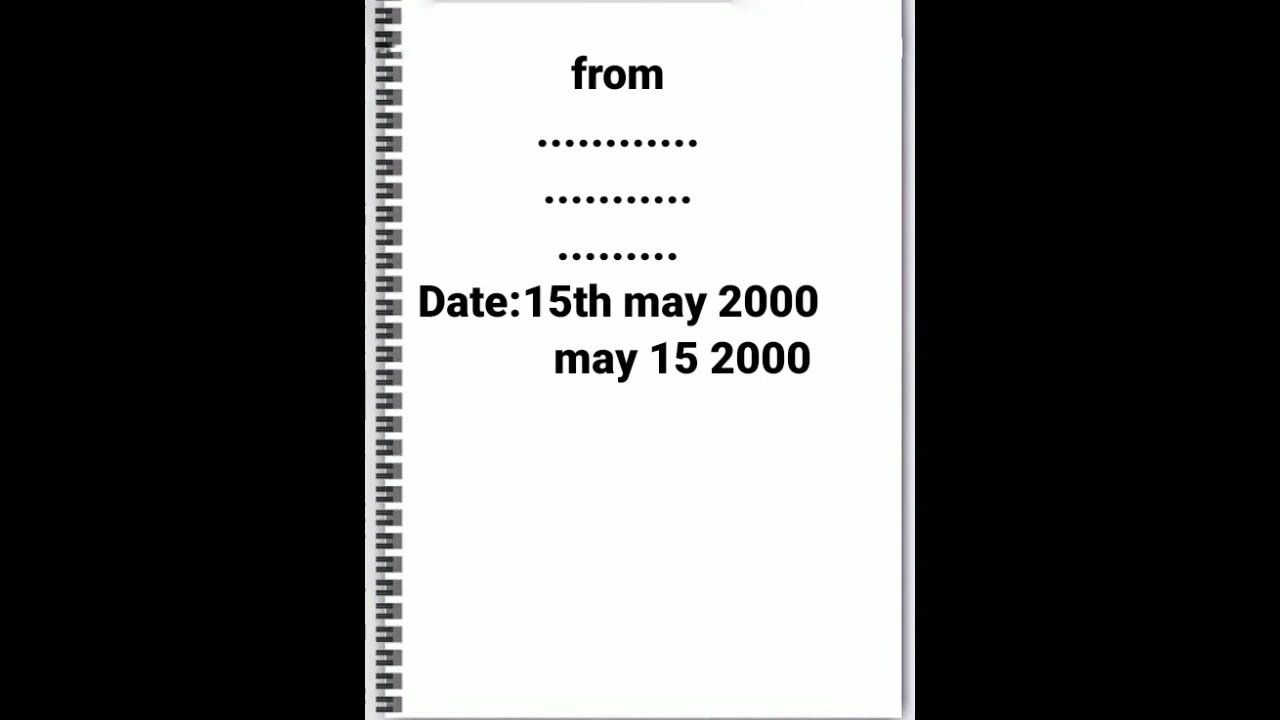 from
............
...........
.........
Date:15th may 2000
may 15 2000